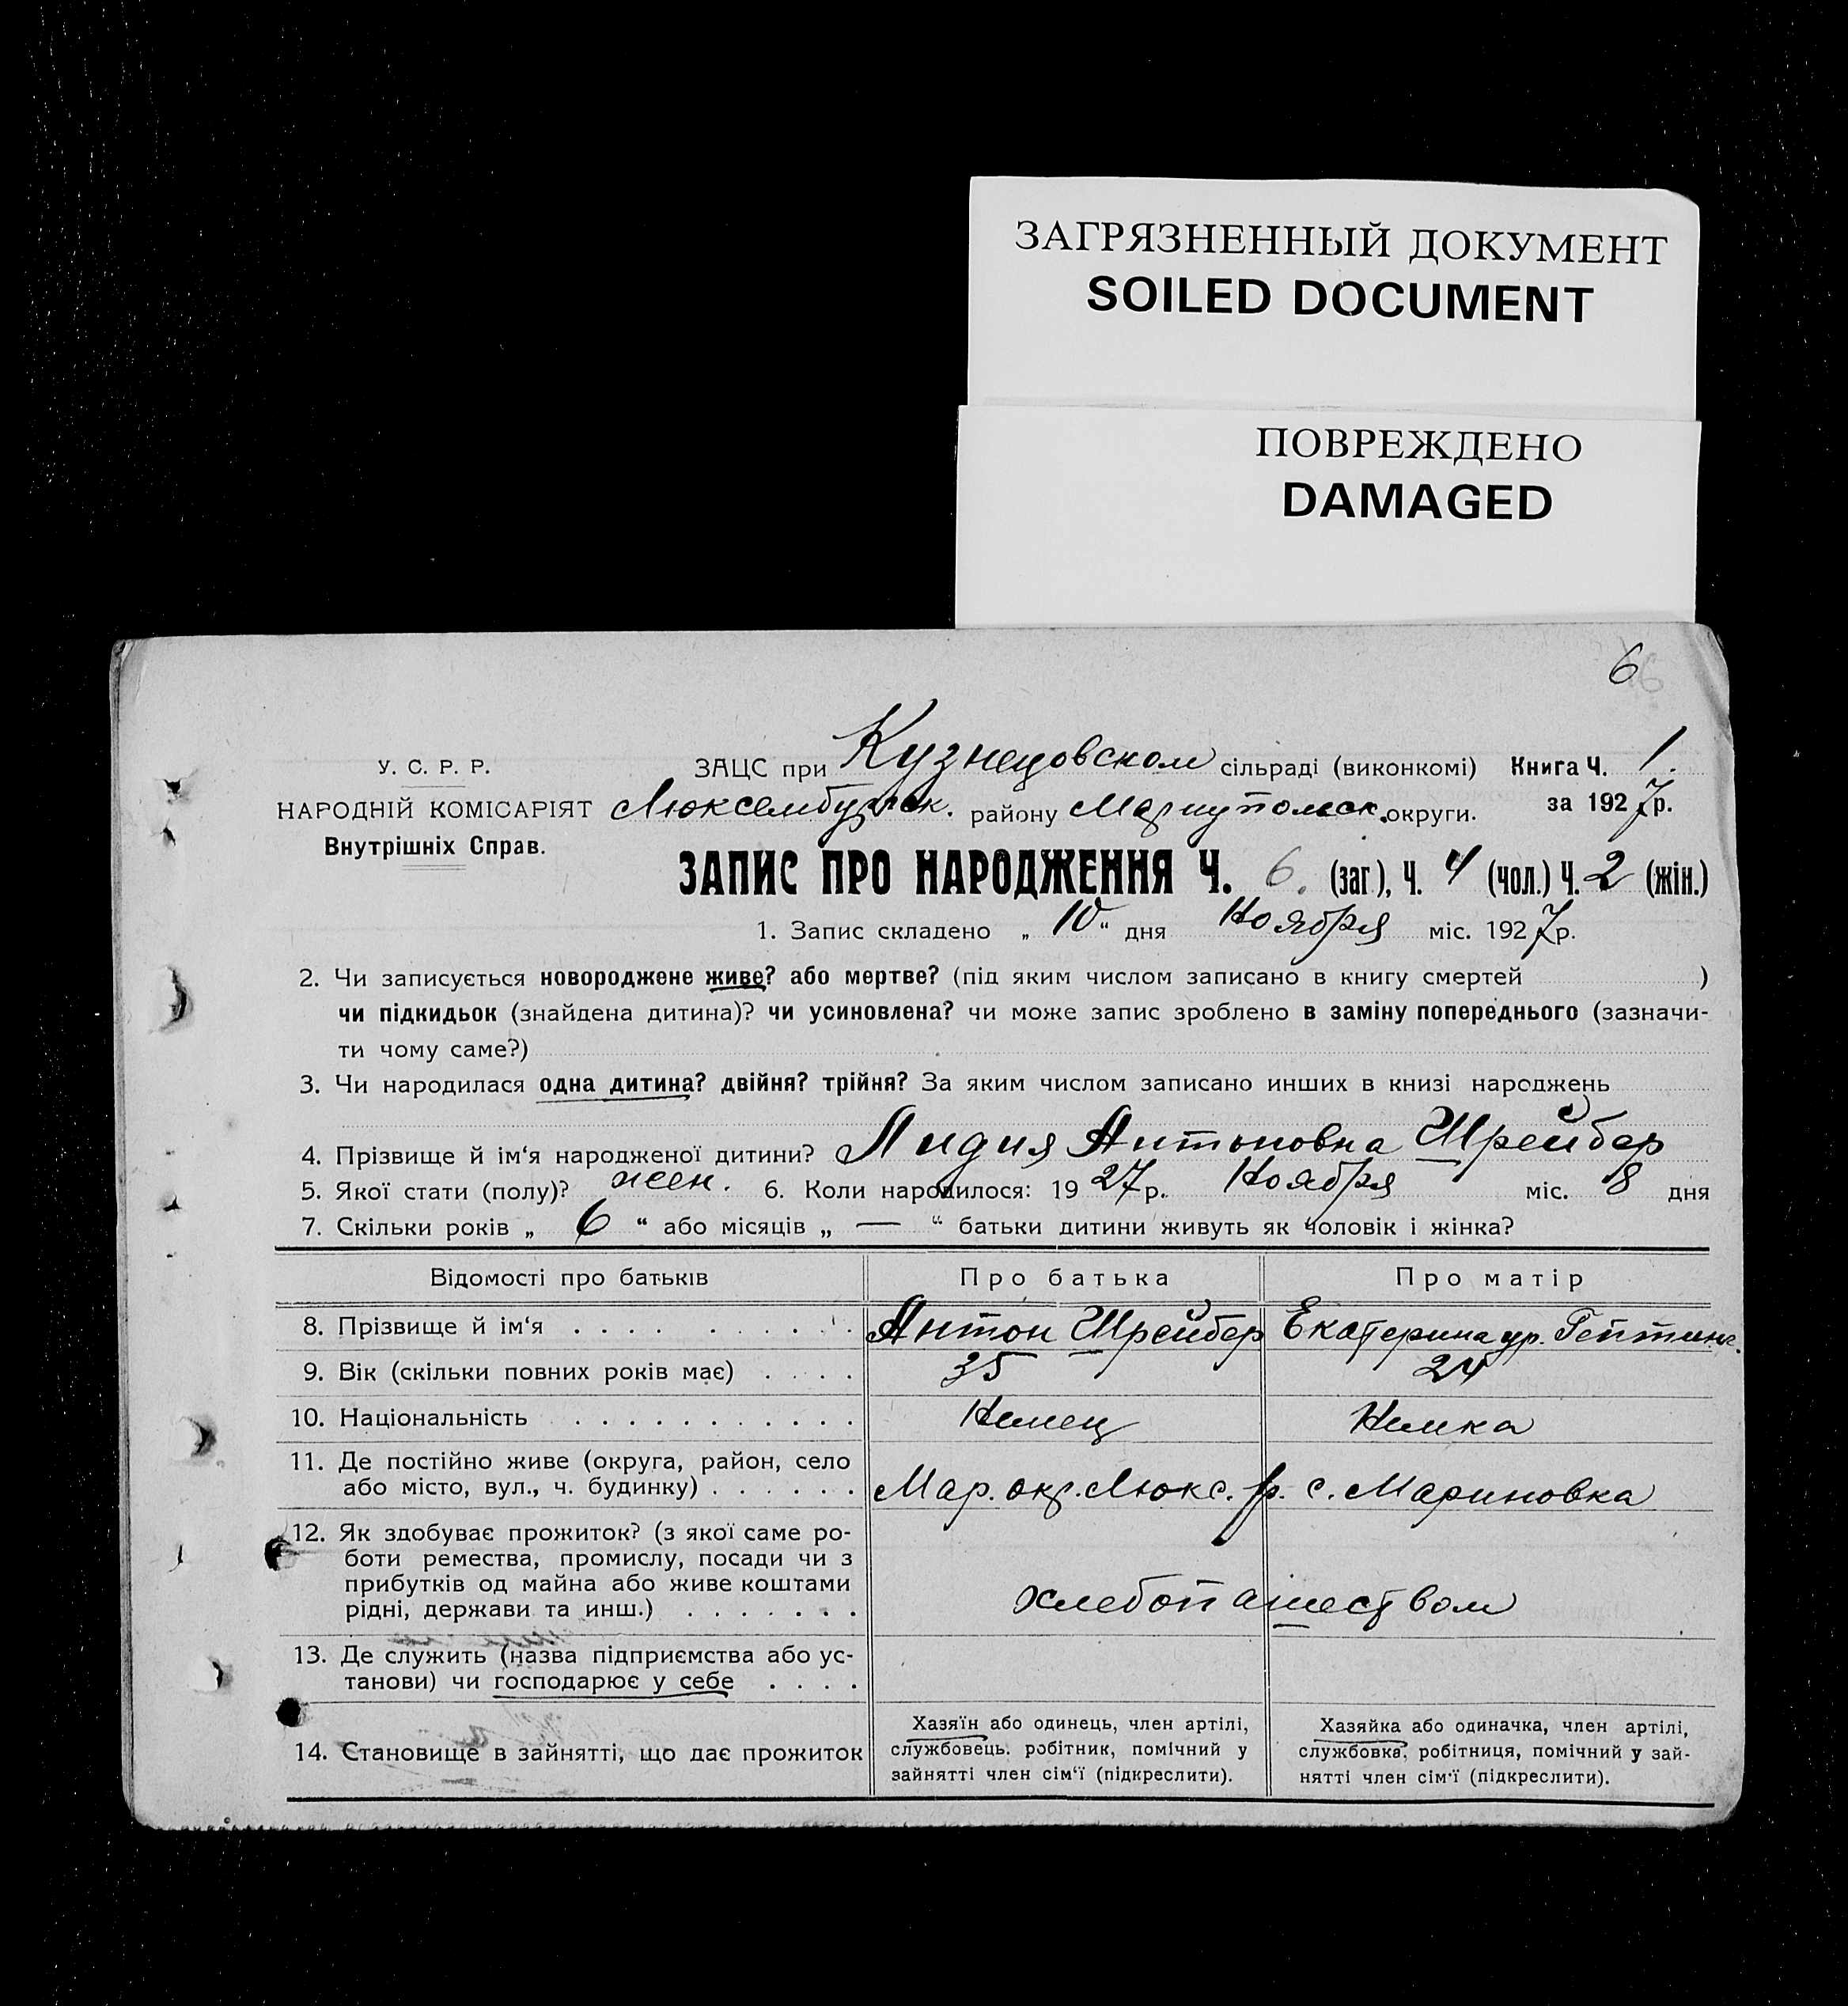 ЗАГРЯЗНЕННЫЙ ДОКУМЕНТ
SOILED DOCUMENT
ПОВРЕЖДЕНО
DAMAGED
6
У. С. Р. Р.
НАРОДНІЙ КОМІСАРІЯТ
Внутрішніх Справ.
ЗАЦС при Кузнецовском сільраді (виконкомі) Книга Ч. 1.
Люксембургск. району Мариупольск. округи. за 1927 р.
ЗАПИС ПРО НАРОДЖЕННЯ Ч. 6. (заг), Ч. 4 (чол.) Ч. 2 (жін.)
1. Запис складено „ 10 “ дня Ноября міс. 1927 р.
2. Чи записується новороджене живе? або мертве? (під яким числом записано в книгу смертей )
чи підкидьок (знайдена дитина)? чи усиновлена? чи може запис зроблено в заміну попереднього (зазначи-
ти чому саме?)
3. Чи народилася одна дитина? двійня? трійня? За яким числом записано инших в книзі народжень
4. Прізвище й ім‘я народженої дитини? Лидия Антоновна Шрейбер
5. Якої стати (полу)? жен. 6. Коли народилося: 19 27 р. Ноября міс. 8 дня
7. Скільки років „ 6 “ або місяців „ — “ батьки дитини живуть як чоловік і жінка?
Відомості про батьків Про батька Про матір
8. Прізвище й ім‘я . . . . . . . . . . . Антон Шрейбер Екатерина ур. Гептинг.
9. Вік (скільки повних років має) . . . . 35 24
10. Національність . . . . . . . . . . . . Немец Немка
11. Де постійно живе (округа, район, село
або місто, вул., ч. будинку) . . . . . . Мар. окр. Люкс. р. с. Мариновка
12. Як здобуває прожиток? (з якої саме ро-
боти ремества, промислу, посади чи з
прибутків од майна або живе коштами
рідні, держави та инш.) . . . . . . . хлебопашеством
13. Де служить (назва підприємства або ус-
танови) чи господарює у себе . . . .
14. Становище в зайнятті, що дає прожиток
Хазяїн або одинець, член артілі,
службовець. робітник, помічний у
зайнятті член сім‘ї (підкреслити).
Хазяйка або одиначка, член артілі,
службовка, робітниця, помічний у зай-
нятті член сім‘ї (підкреслити).